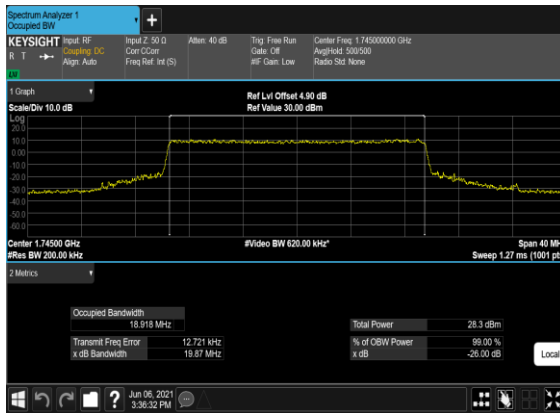 Spectrum Analyzer 1
Occupied BW
KEYSIGHT Input: RF Input Z: 50 Ω Atten: 40 dB Trig: Free Run Center Freq: 1.745000000 GHz
R T Coupling: DC Corr CCorr Gate: Off Avg|Hold: 500/500
Align: Auto Freq Ref: Int (S) #IF Gain: Low Radio Std: None
1 Graph Ref Lvl Offset 4.90 dB
Scale/Div 10.0 dB Ref Value 30.00 dBm
Log
20.0
10.0
0.00
-10.0
-20.0
-30.0
-40.0
-50.0
-60.0
Center 1.74500 GHz #Video BW 620.00 kHz* Span 40 MH
#Res BW 200.00 kHz Sweep 1.27 ms (1001 pts
2 Metrics
Occupied Bandwidth
18.918 MHz Total Power 28.3 dBm
Transmit Freq Error 12.721 kHz % of OBW Power 99.00 %
x dB Bandwidth 19.87 MHz x dB -26.00 dB
Local
? Jun 06, 2021
3:36:32 PM